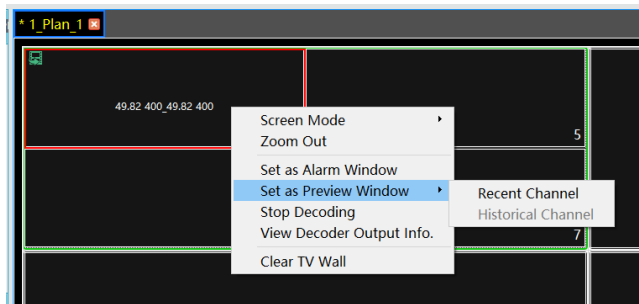 * 1_Plan_1
49.82 400_49.82 400
5
Screen Mode
Zoom Out
Set as Alarm Window
Set as Preview Window
Recent Channel
Stop Decoding
Historical Channel
View Decoder Output Info.
7
Clear TV Wall